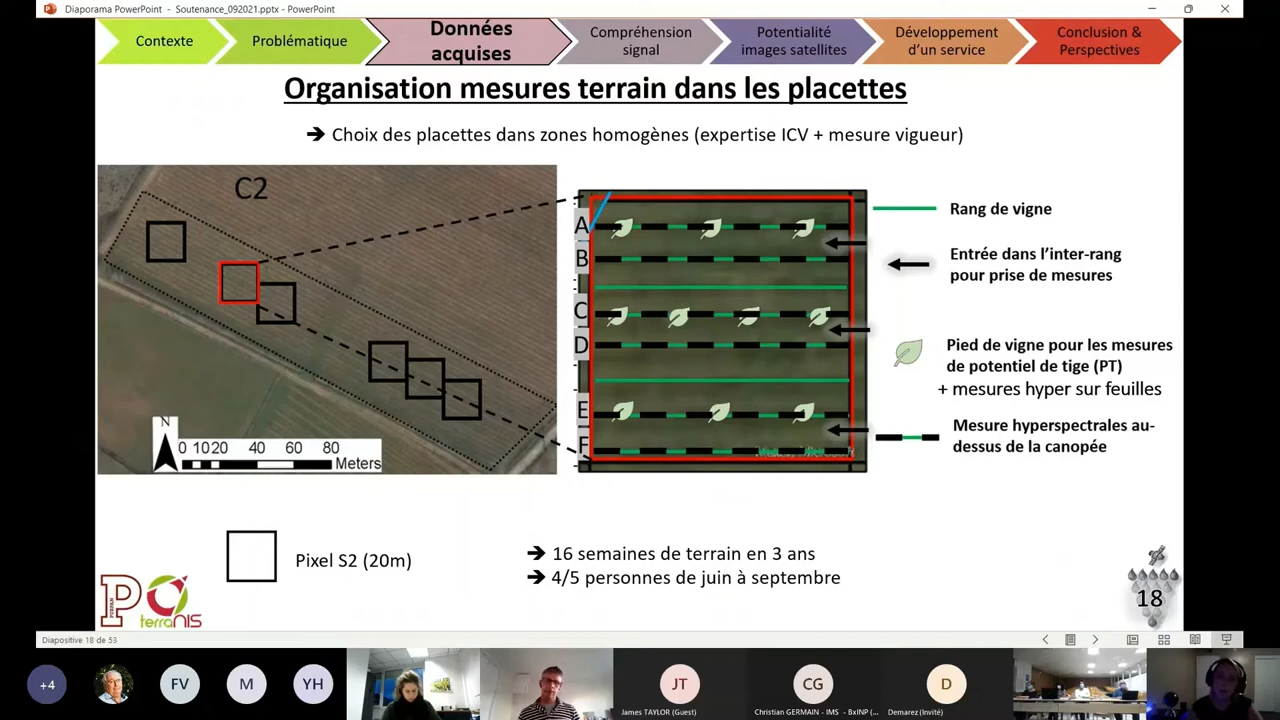 Diaporama PowerPoint - Soutenance_092021.pptx - PowerPoint
Contexte
Problématique
Données
acquises
Compréhension
signal
Potentialité
images satellites
Développement
d'un service
Conclusion &
Perspectives
Organisation mesures terrain dans les placettes
➔ Choix des placettes dans zones homogènes (expertise ICV + mesure vigueur)
C2
N
0 10 20 40 60 80
Meters
A
B
C
D
E
F
Rang de vigne
Entrée dans l'inter-rang
pour prise de mesures
Pied de vigne pour les mesures
de potentiel de tige (PT)
+ mesures hyper sur feuilles
Mesure hyperspectrales au-
dessus de la canopée
Pixel S2 (20m)
➔ 16 semaines de terrain en 3 ans
➔ 4/5 personnes de juin à septembre
P
PURPAN
terraNIS
18
Diapositive 18 de 53
+4
FV
M
YH
JT
James TAYLOR (Guest)
CG
Christian GERMAIN - IMS - BxINP (...
D
Demarez (Invité)